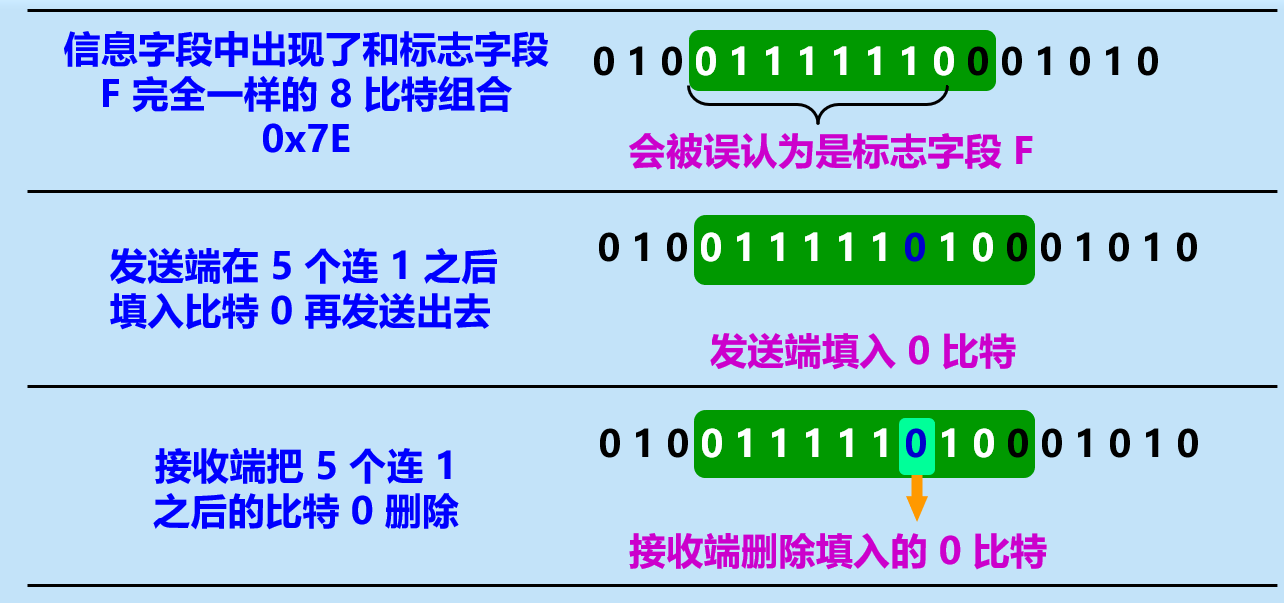 信息字段中出现了和标志字段
F 完全一样的 8 比特组合
0x7E
0 1 0 0 1 1 1 1 1 1 0 0 0 1 0 1 0
会被误认为是标志字段 F
发送端在 5 个连 1 之后
填入比特 0 再发送出去
0 1 0 0 1 1 1 1 1 0 1 0 0 0 1 0 1 0
发送端填入 0 比特
接收端把 5 个连 1
之后的比特 0 删除
0 1 0 0 1 1 1 1 1 0 1 0 0 0 1 0 1 0
接收端删除填入的 0 比特